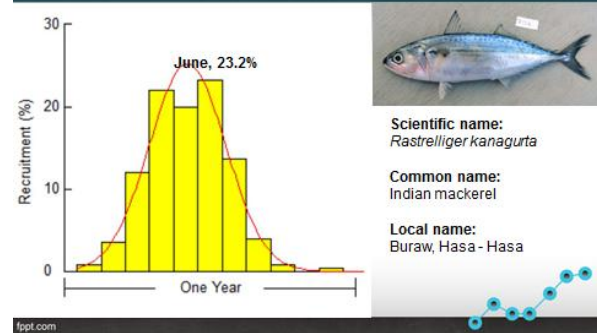 30
June, 23.2%
20
Recruitment (%)
10
0
One Year
Scientific name:
Rastrelliger kanagurta
Common name:
Indian mackerel
Local name:
Buraw, Hasa - Hasa
fppt.com